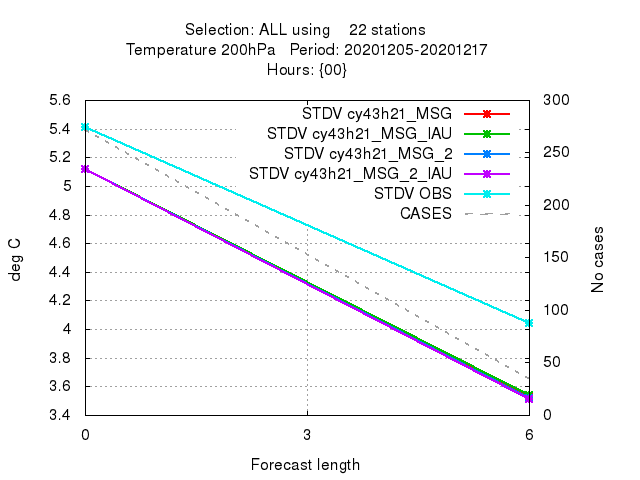 Selection: ALL using 22 stations
Temperature 200hPa Period: 20201205-20201217
Hours: {00}
5.6
5.4
5.2
5
4.8
4.6
4.4
4.2
4
3.8
3.6
3.4
deg C
STDV cy43h21_MSG
STDV cy43h21_MSG_IAU
STDV cy43h21_MSG_2
STDV cy43h21_MSG_2_IAU
STDV OBS
CASES
300
250
200
150
100
50
0
No cases
0 3 6
Forecast length